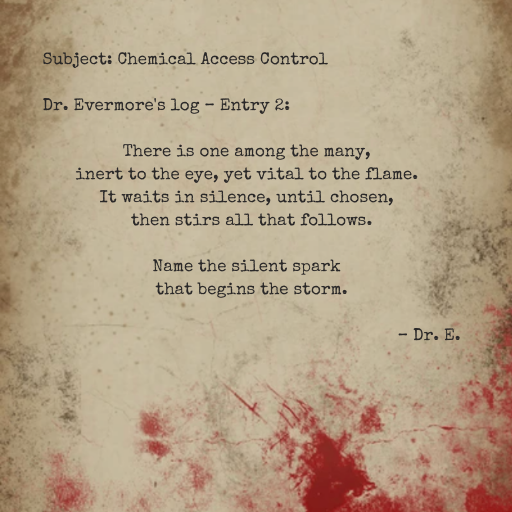 Subject: Chemical Access Control
Dr. Evermore's log - Entry 2:
There is one among the many,
inert to the eye, yet vital to the flame.
It waits in silence, until chosen,
then stirs all that follows.
Name the silent spark
that begins the storm.
- Dr. E.